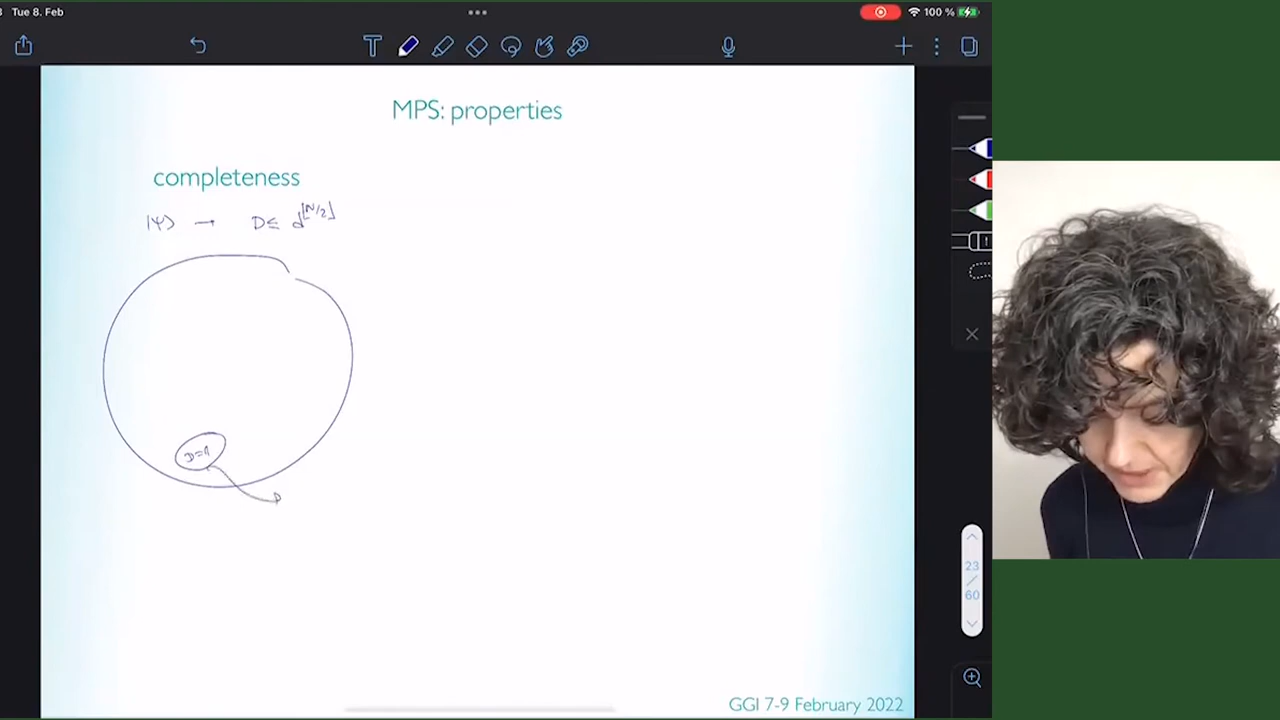 Tue 8. Feb
100 %
MPS: properties
completeness
|Ψ⟩ → D ≤ d^⌊N/2⌋
D=1
23
60
GGI 7-9 February 2022